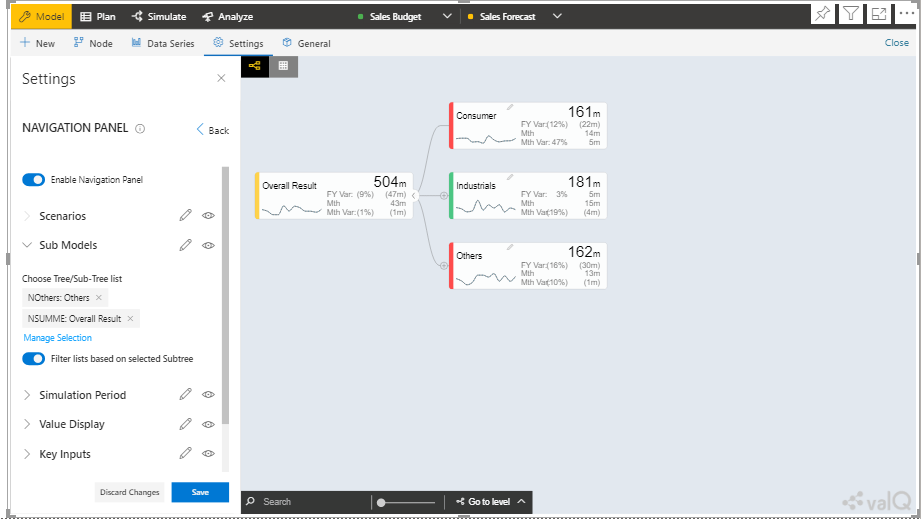 Model Plan Simulate Analyze Sales Budget Sales Forecast
New Node Data Series Settings General Close
Settings
NAVIGATION PANEL Back
Enable Navigation Panel
Scenarios
Sub Models
Choose Tree/Sub-Tree list
NOthers: Others ×
NSUMME: Overall Result ×
Manage Selection
Filter lists based on selected Subtree
Simulation Period
Value Display
Key Inputs
Discard Changes Save
Overall Result 504m
FY Var: (9%) (47m)
Mth 43m
Mth Var: (1%) (1m)
Consumer 161m
FY Var:(12%) (22m)
Mth 14m
Mth Var: 47% 5m
Industrials 181m
FY Var: 3% 5m
Mth 15m
Mth Var:(19%) (4m)
Others 162m
FY Var:(16%) (30m)
Mth 13m
Mth Var:(10%) (1m)
Search Go to level
valQ